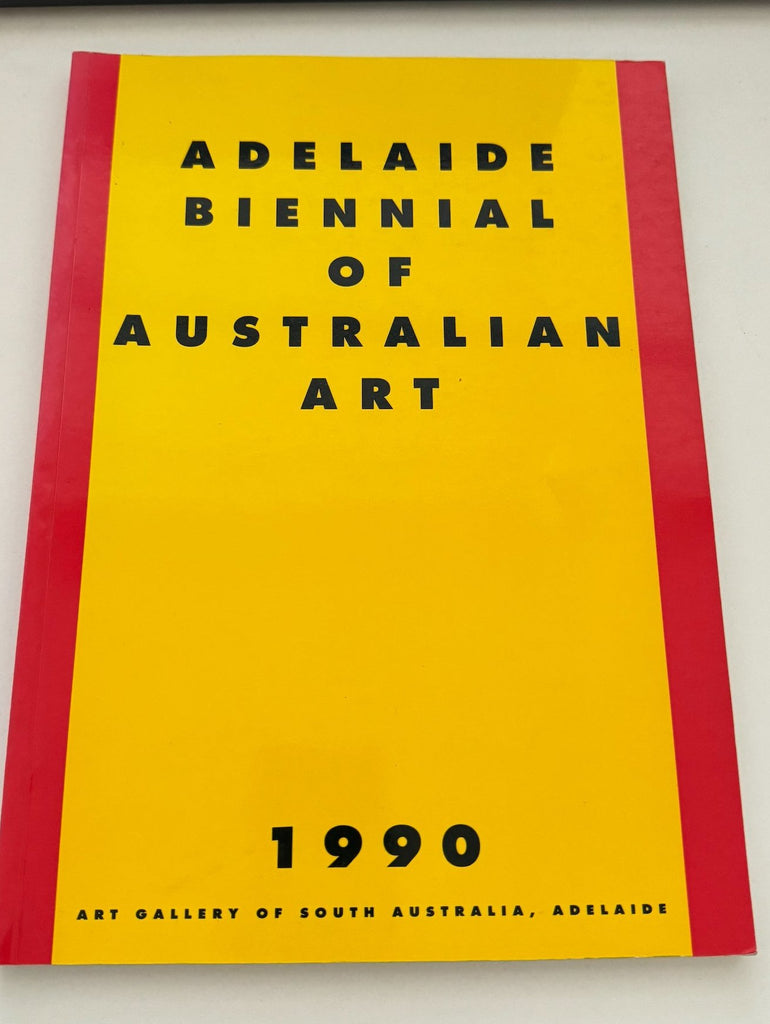 ADELAIDE
BIENNIAL
OF
AUSTRALIAN
ART
1990
ART GALLERY OF SOUTH AUSTRALIA, ADELAIDE